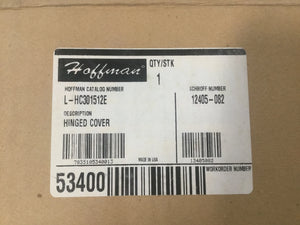 Hoffman
QTY/STK
1
HOFFMAN CATALOG NUMBER
SCHROFF NUMBER
L-HC301512E
12405-082
DESCRIPTION
HINGED COVER
MADE IN USA
53400
WORKORDER NUMBER